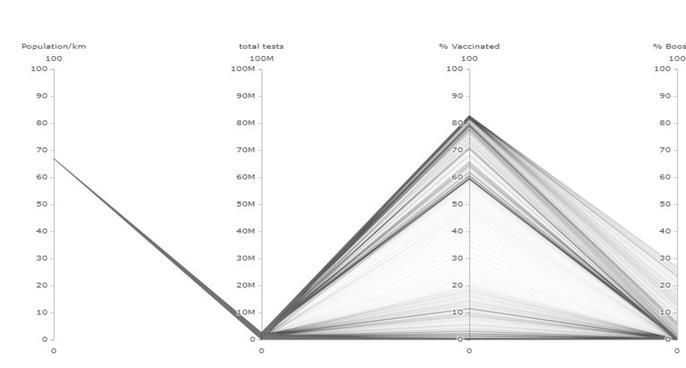 Population/km total tests % Vaccinated % Boos
100 100M 100 100
100 100M 100 100
90 90M 90 90
80 80M 80 80
70 70M 70 70
60 60M 60 60
50 50M 50 50
40 40M 40 40
30 30M 30 30
20 20M 20 20
10 10M 10 10
0 0 0 0
0 0 0 0